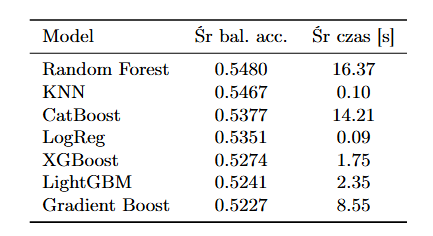 Model Śr bal. acc. Śr czas [s]
Random Forest 0.5480 16.37
KNN 0.5467 0.10
CatBoost 0.5377 14.21
LogReg 0.5351 0.09
XGBoost 0.5274 1.75
LightGBM 0.5241 2.35
Gradient Boost 0.5227 8.55